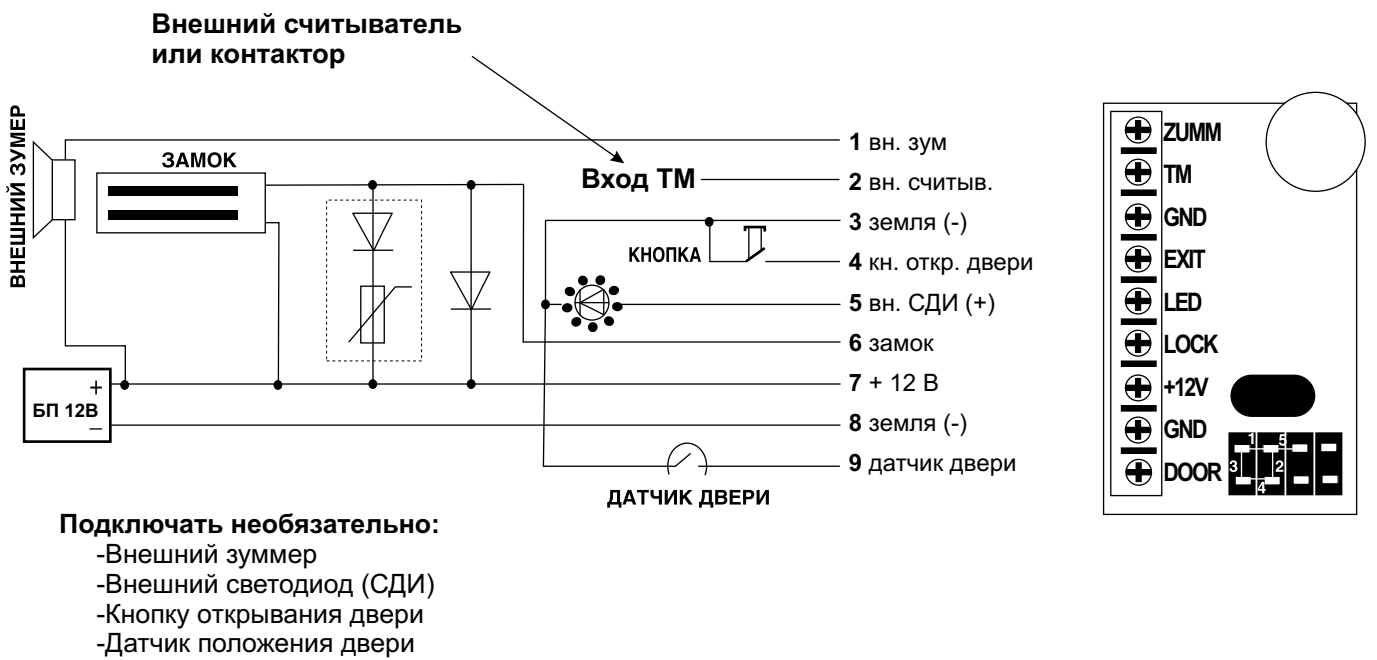 Внешний считыватель
или контактор
ВНЕШНИЙ ЗУМЕР
ЗАМОК
Вход ТМ
КНОПКА
БП 12В
+
–
ДАТЧИК ДВЕРИ
1 вн. зум
2 вн. считыв.
3 земля (-)
4 кн. откр. двери
5 вн. СДИ (+)
6 замок
7 + 12 В
8 земля (-)
9 датчик двери
ZUMM
TM
GND
EXIT
LED
LOCK
+12V
GND
DOOR
1 5
3 2
4
Подключать необязательно:
-Внешний зуммер
-Внешний светодиод (СДИ)
-Кнопку открывания двери
-Датчик положения двери